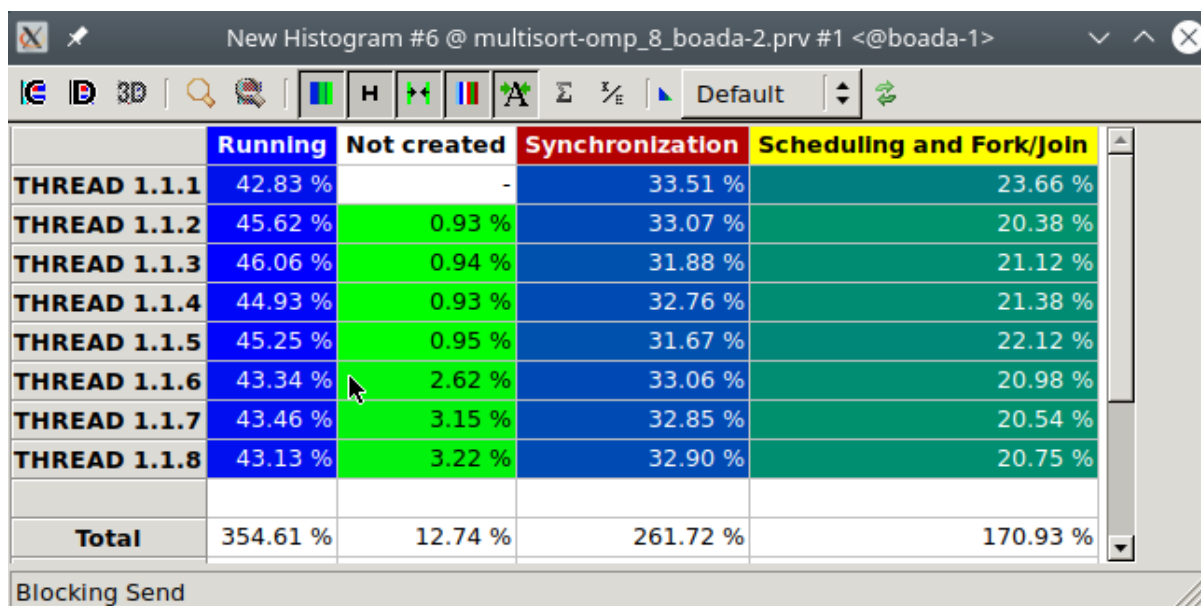 New Histogram #6 @ multisort-omp_8_boada-2.prv #1 <@boada-1>
3D H A Σ Default
Running Not created Synchronization Scheduling and Fork/Join
THREAD 1.1.1 42.83 % - 33.51 % 23.66 %
THREAD 1.1.2 45.62 % 0.93 % 33.07 % 20.38 %
THREAD 1.1.3 46.06 % 0.94 % 31.88 % 21.12 %
THREAD 1.1.4 44.93 % 0.93 % 32.76 % 21.38 %
THREAD 1.1.5 45.25 % 0.95 % 31.67 % 22.12 %
THREAD 1.1.6 43.34 % 2.62 % 33.06 % 20.98 %
THREAD 1.1.7 43.46 % 3.15 % 32.85 % 20.54 %
THREAD 1.1.8 43.13 % 3.22 % 32.90 % 20.75 %
Total 354.61 % 12.74 % 261.72 % 170.93 %
Blocking Send